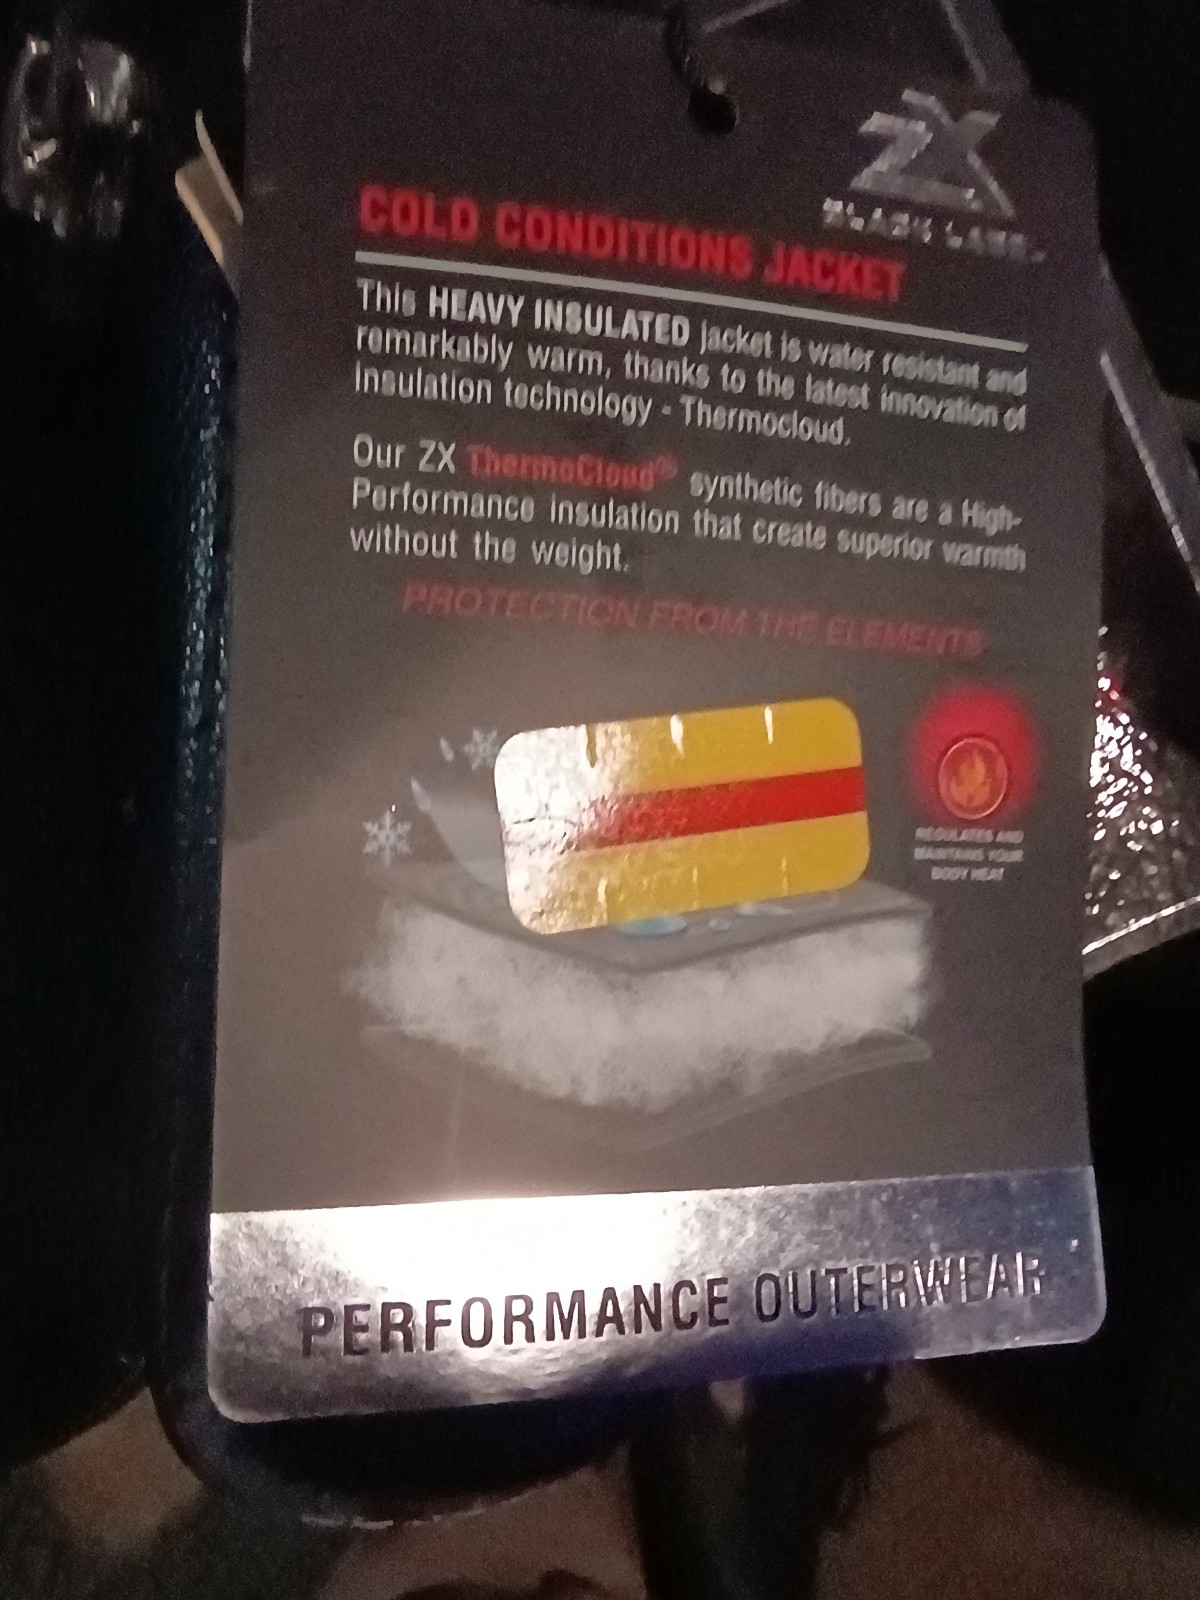 ZX
BLACK LABEL
COLD CONDITIONS JACKET
This HEAVY INSULATED jacket is water resistant and
remarkably warm, thanks to the latest innovation of
insulation technology - Thermocloud.
Our ZX ThermoCloud® synthetic fibers are a High-
Performance insulation that create superior warmth
without the weight.
PROTECTION FROM THE ELEMENTS
REGULATES AND
MAINTAINS YOUR
BODY HEAT
PERFORMANCE OUTERWEAR